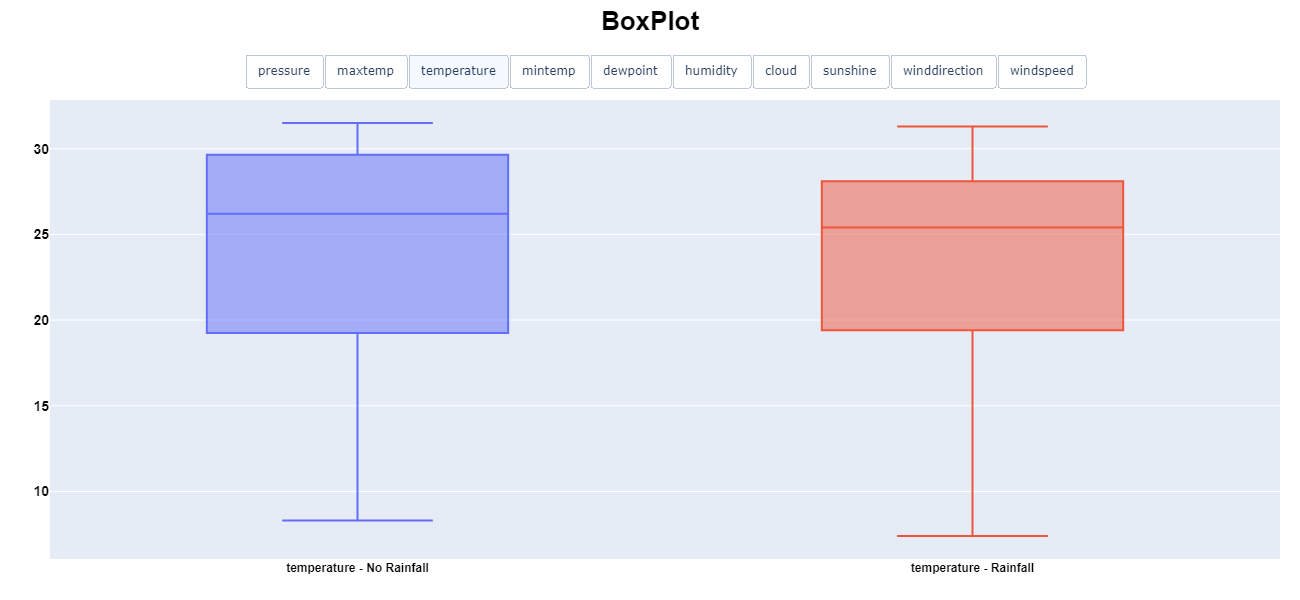 BoxPlot
pressure maxtemp temperature mintemp dewpoint humidity cloud sunshine winddirection windspeed
30
25
20
15
10
temperature - No Rainfall temperature - Rainfall